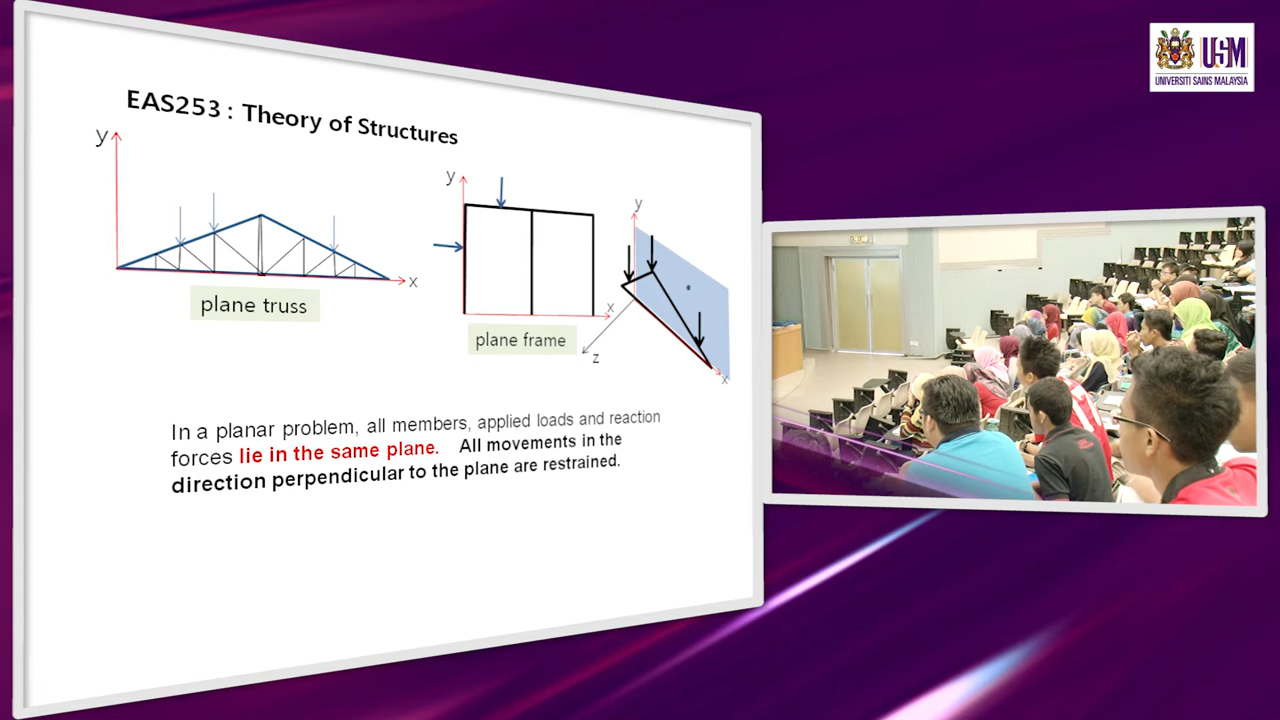 USM
UNIVERSITI SAINS MALAYSIA
EAS253 : Theory of Structures
y
x
plane truss
y
x
plane frame
y
z
x
In a planar problem, all members, applied loads and reaction
forces lie in the same plane. All movements in the
direction perpendicular to the plane are restrained.